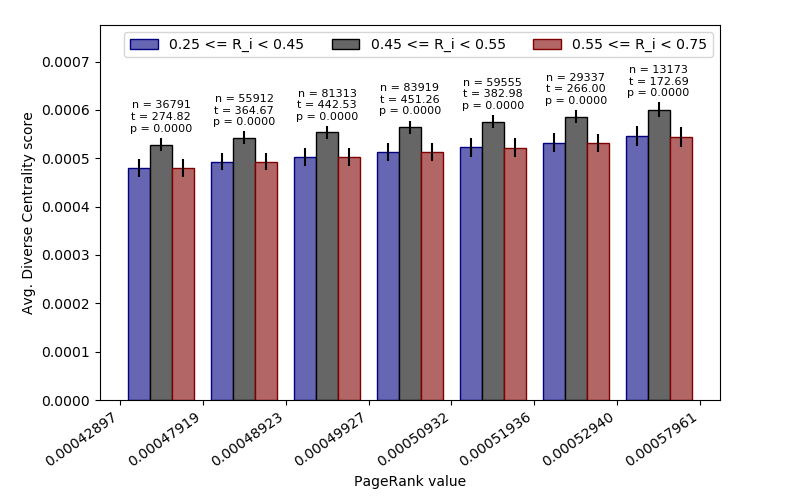 0.25 <= R_i < 0.45
0.45 <= R_i < 0.55
0.55 <= R_i < 0.75
n = 36791
t = 274.82
p = 0.0000
n = 55912
t = 364.67
p = 0.0000
n = 81313
t = 442.53
p = 0.0000
n = 83919
t = 451.26
p = 0.0000
n = 59555
t = 382.98
p = 0.0000
n = 29337
t = 266.00
p = 0.0000
n = 13173
t = 172.69
p = 0.0000
Avg. Diverse Centrality score
0.0007
0.0006
0.0005
0.0004
0.0003
0.0002
0.0001
0.0000
0.00042897
0.00047919
0.00048923
0.00049927
0.00050932
0.00051936
0.00052940
0.00057961
PageRank value